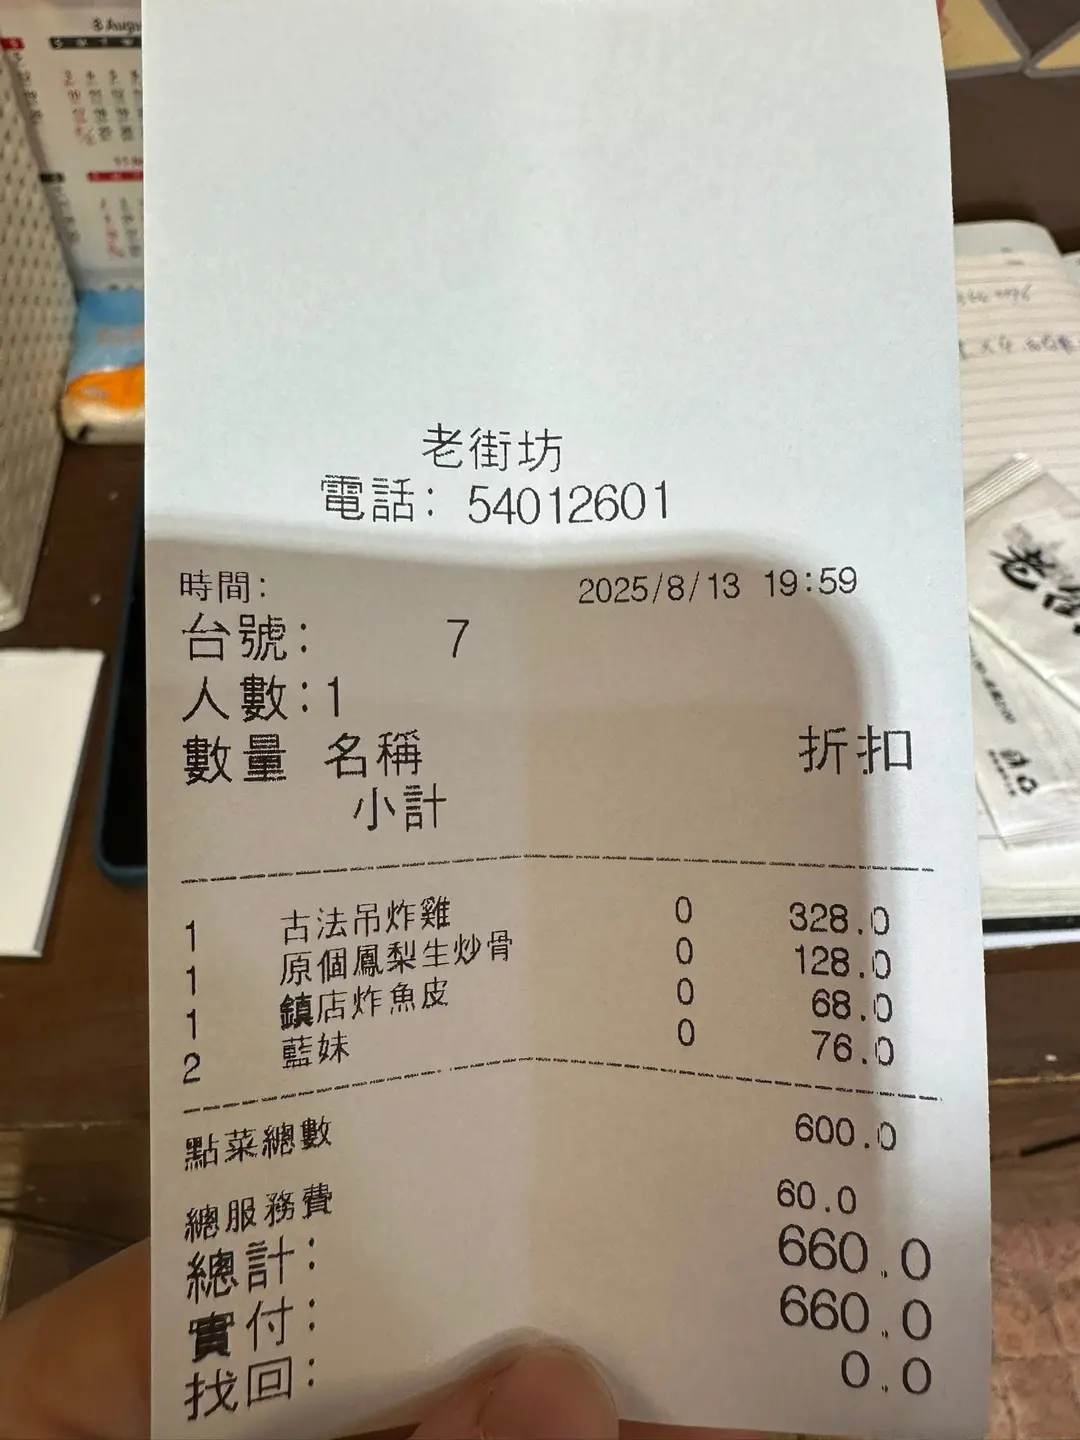 8 Augu
老街坊
電話: 54012601
時間: 2025/8/13 19:59
台號: 7
人數:1
數量 名稱 折扣
小計
1 古法吊炸雞 0 328.0
1 原個鳳梨生炒骨 0 128.0
1 鎮店炸魚皮 0 68.0
2 藍妹 0 76.0
點菜總數 600.0
總服務費 60.0
總計: 660.0
實付: 660.0
找回: 0.0